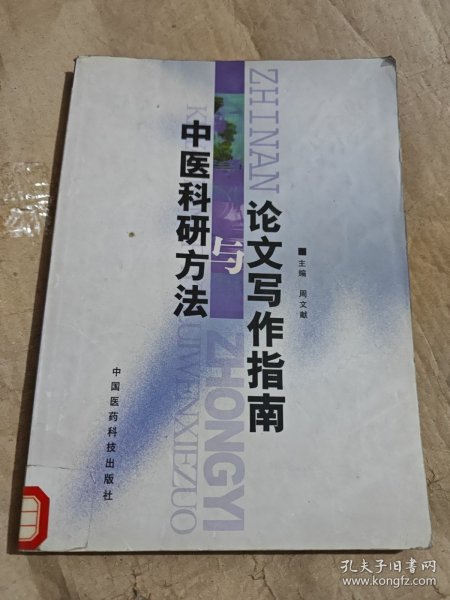 中医科研方法
与
论文写作指南
■主编 周文献
中国医药科技出版社
ZHINAN
ZHONGYI
UIWENXIEZUO
孔夫子旧书网
www.kongfz.com